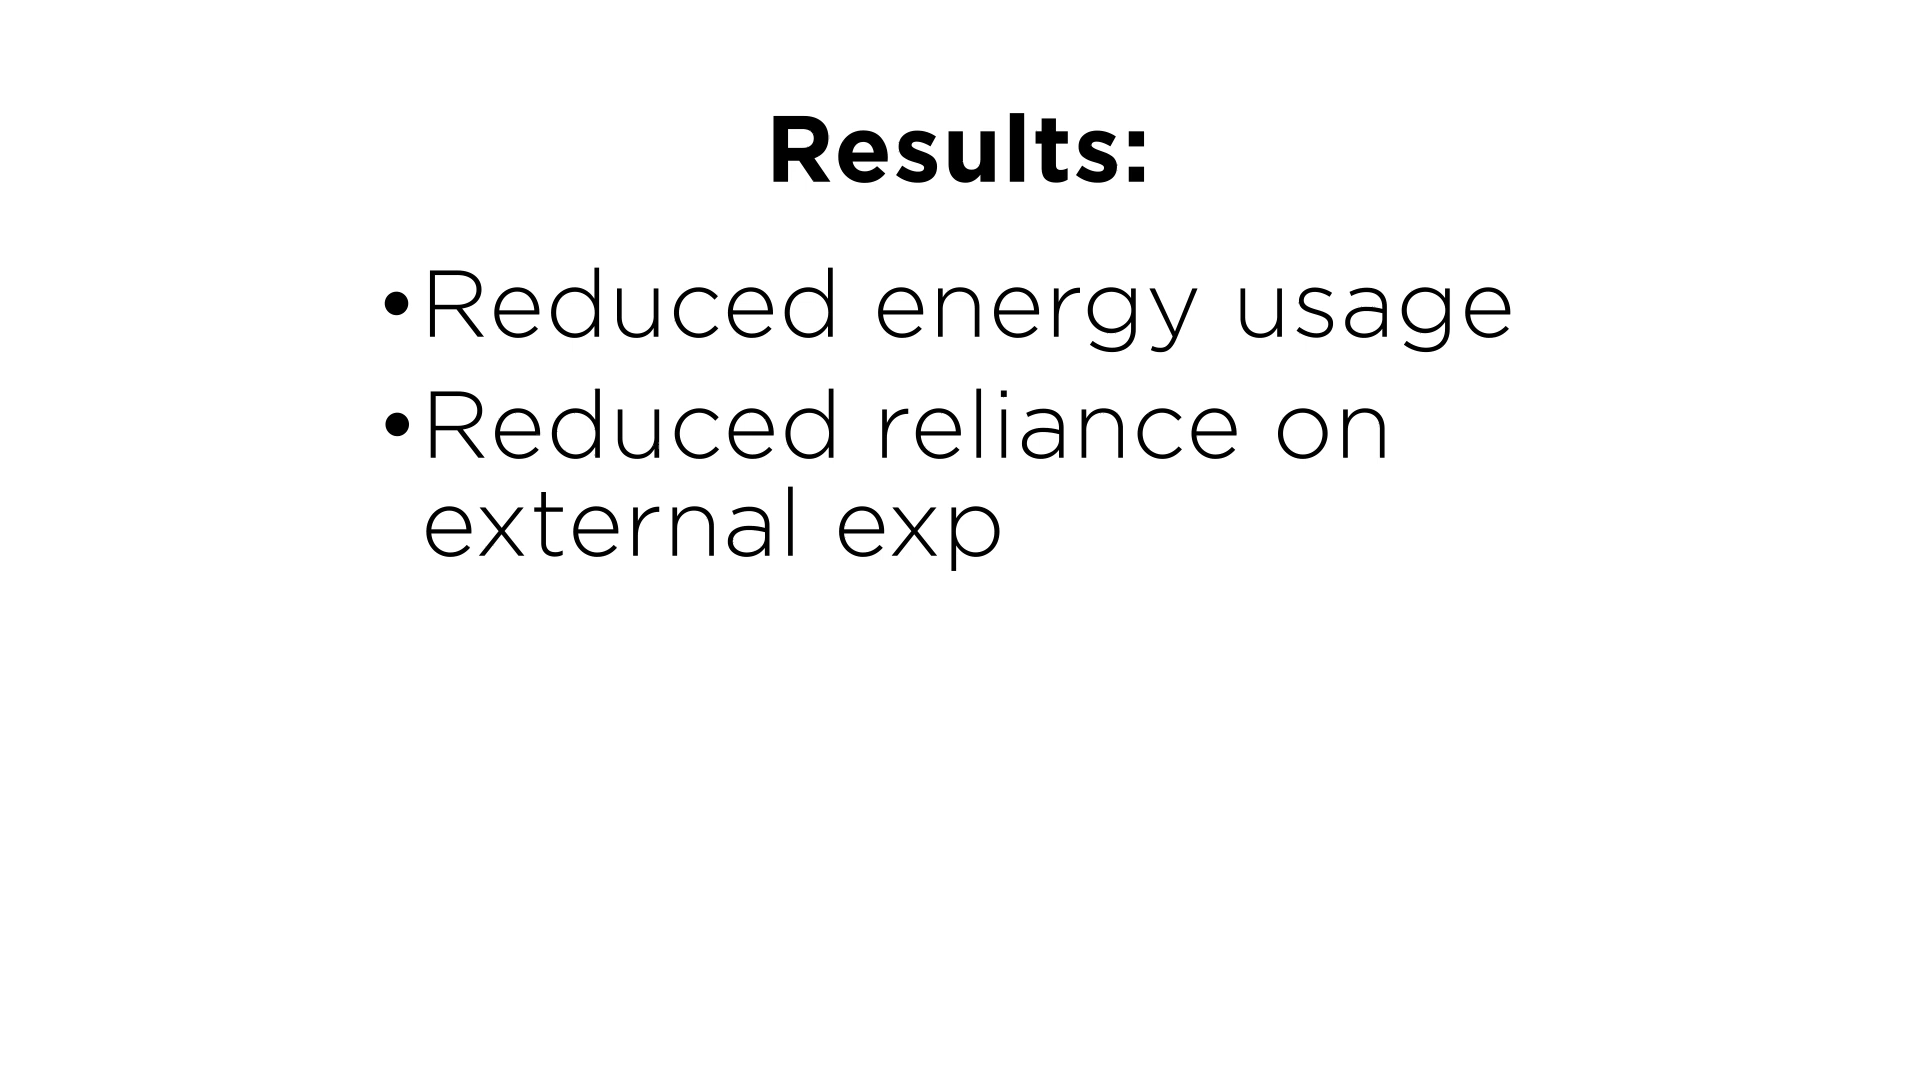 Results:
•Reduced energy usage
•Reduced reliance on
external exp